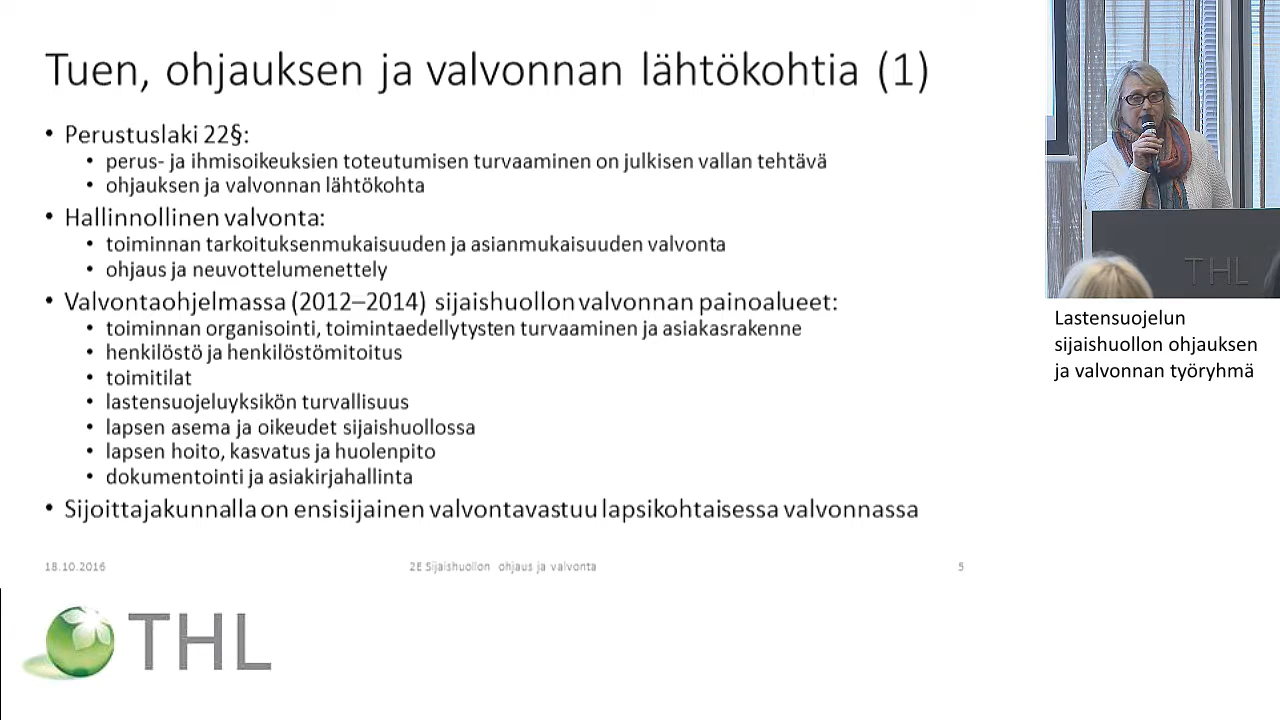 Tuen, ohjauksen ja valvonnan lähtökohtia (1)
• Perustuslaki 22§:
• perus- ja ihmisoikeuksien toteutumisen turvaaminen on julkisen vallan tehtävä
• ohjauksen ja valvonnan lähtökohta
• Hallinnollinen valvonta:
• toiminnan tarkoituksenmukaisuuden ja asianmukaisuuden valvonta
• ohjaus ja neuvottelumenettely
• Valvontaohjelmassa (2012–2014) sijaishuollon valvonnan painoalueet:
• toiminnan organisointi, toimintaedellytysten turvaaminen ja asiakasrakenne
• henkilöstö ja henkilöstömitoitus
• toimitilat
• lastensuojeluyksikön turvallisuus
• lapsen asema ja oikeudet sijaishuollossa
• lapsen hoito, kasvatus ja huolenpito
• dokumentointi ja asiakirjahallinta
• Sijoittajakunnalla on ensisijainen valvontavastuu lapsikohtaisessa valvonnassa
18.10.2016
2E Sijaishuollon ohjaus ja valvonta
5
THL
THL
Lastensuojelun
sijaishuollon ohjauksen
ja valvonnan työryhmä